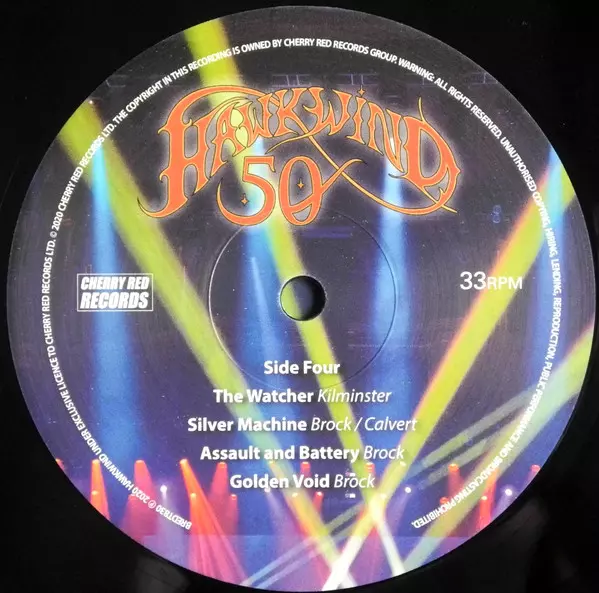 HAWKWIND
50
CHERRY RED
RECORDS
33RPM
Side Four
The Watcher Kilminster
Silver Machine Brock / Calvert
Assault and Battery Brock
Golden Void Brock
BREDT830 ℗ 2020 HAWKWIND UNDER EXCLUSIVE LICENCE TO CHERRY RED RECORDS LTD. © 2020 CHERRY RED RECORDS LTD. THE COPYRIGHT IN THIS RECORDING IS OWNED BY CHERRY RED RECORDS GROUP. WARNING: ALL RIGHTS RESERVED. UNAUTHORISED COPYING, HIRING, LENDING, REPRODUCTION, PUBLIC PERFORMANCE AND BROADCASTING PROHIBITED.